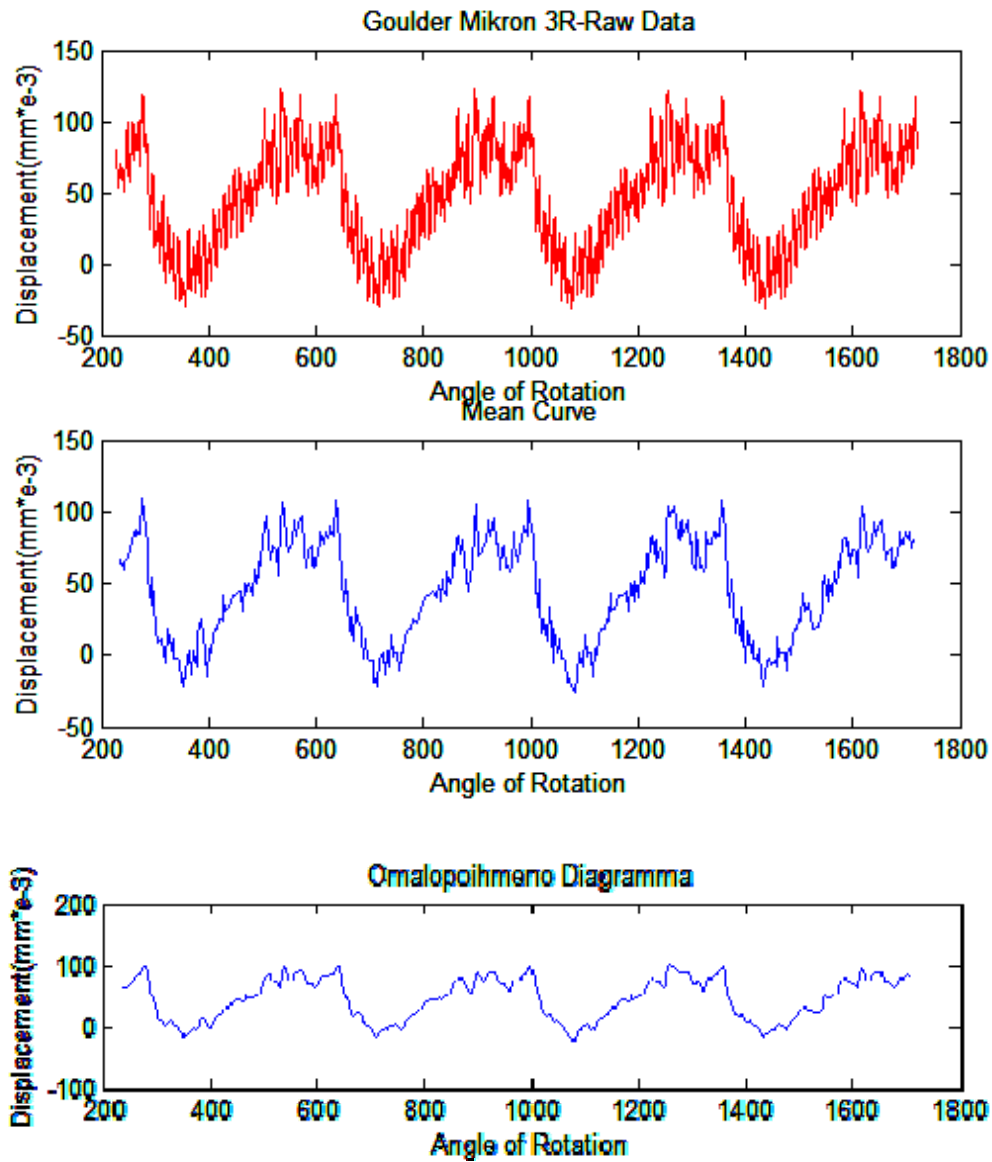 Goulder Mikron 3R-Raw Data
150
100
50
0
-50
Displacement(mm*e-3)
200 400 600 800 1000 1200 1400 1600 1800
Angle of Rotation
Mean Curve
150
100
50
0
-50
Displacement(mm*e-3)
200 400 600 800 1000 1200 1400 1600 1800
Angle of Rotation
Omalopoihmeno Diagramma
200
100
0
-100
Displacement(mm*e-3)
200 400 600 800 1000 1200 1400 1600 1800
Angle of Rotation